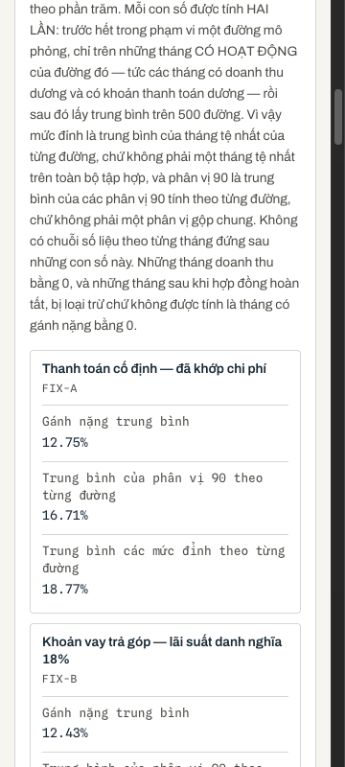 theo phần trăm. Mỗi con số được tính HAI
LẦN: trước hết trong phạm vi một đường mô
phỏng, chỉ trên những tháng CÓ HOẠT ĐỘNG
của đường đó — tức các tháng có doanh thu
dương và có khoản thanh toán dương — rồi
sau đó lấy trung bình trên 500 đường. Vì vậy
mức đỉnh là trung bình của tháng tệ nhất của
từng đường, chứ không phải một tháng tệ nhất
trên toàn bộ tập hợp, và phân vị 90 là trung
bình của các phân vị 90 tính theo từng đường,
chứ không phải một phân vị gộp chung. Không
có chuỗi số liệu theo từng tháng đứng sau
những con số này. Những tháng doanh thu
bằng 0, và những tháng sau khi hợp đồng hoàn
tất, bị loại trừ chứ không được tính là tháng có
gánh nặng bằng 0.
Thanh toán cố định — đã khớp chi phí
FIX-A
Gánh nặng trung bình
12.75%
Trung bình của phân vị 90 theo
từng đường
16.71%
Trung bình các mức đỉnh theo từng
đường
18.77%
Khoản vay trả góp — lãi suất danh nghĩa
18%
FIX-B
Gánh nặng trung bình
12.43%
Trung bình của phân vị 90 theo